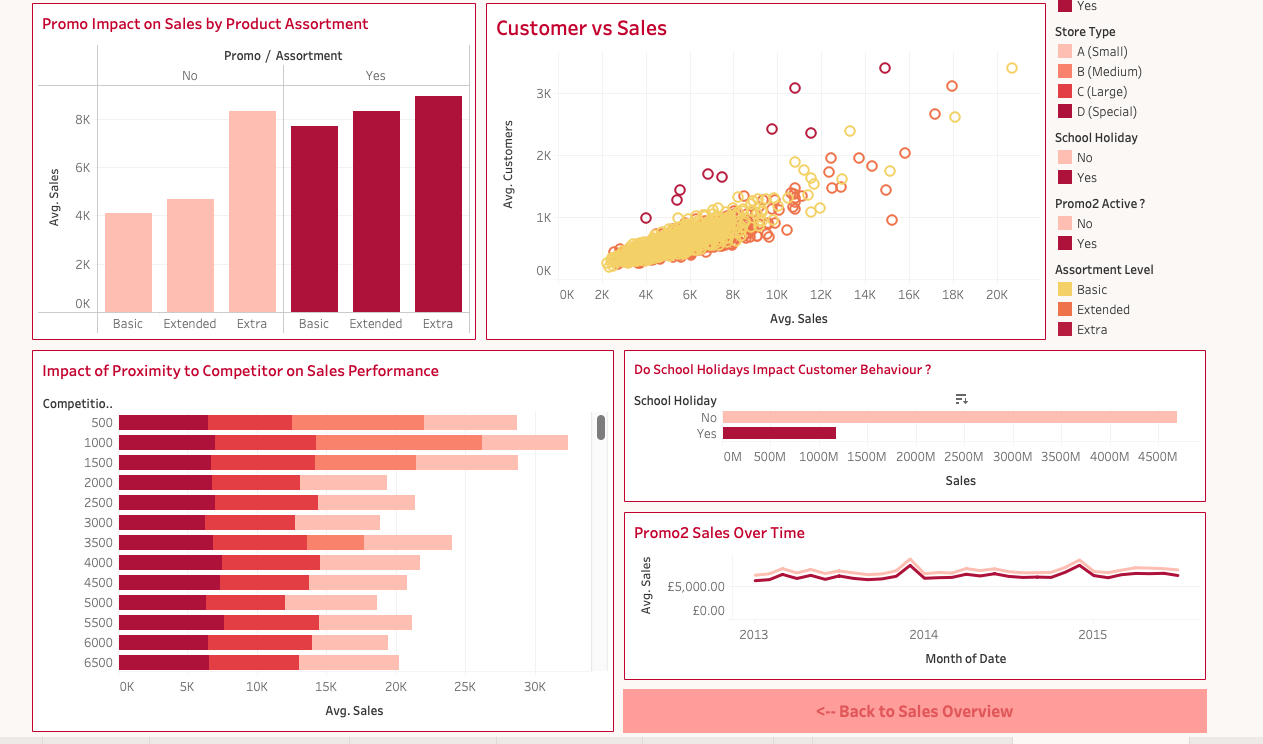 Promo Impact on Sales by Product Assortment
Promo / Assortment
No
Yes
8K
6K
4K
2K
0K
Avg. Sales
Basic
Extended
Extra
Basic
Extended
Extra
Customer vs Sales
3K
2K
1K
0K
Avg. Customers
0K
2K
4K
6K
8K
10K
12K
14K
16K
18K
20K
Avg. Sales
Yes
Store Type
A (Small)
B (Medium)
C (Large)
D (Special)
School Holiday
No
Yes
Promo2 Active ?
No
Yes
Assortment Level
Basic
Extended
Extra
Impact of Proximity to Competitor on Sales Performance
Competitio..
500
1000
1500
2000
2500
3000
3500
4000
4500
5000
5500
6000
6500
0K
5K
10K
15K
20K
25K
30K
Avg. Sales
Do School Holidays Impact Customer Behaviour ?
School Holiday
No
Yes
0M
500M
1000M
1500M
2000M
2500M
3000M
3500M
4000M
4500M
Sales
Promo2 Sales Over Time
Avg. Sales
£5,000.00
£0.00
2013
2014
2015
Month of Date
<-- Back to Sales Overview